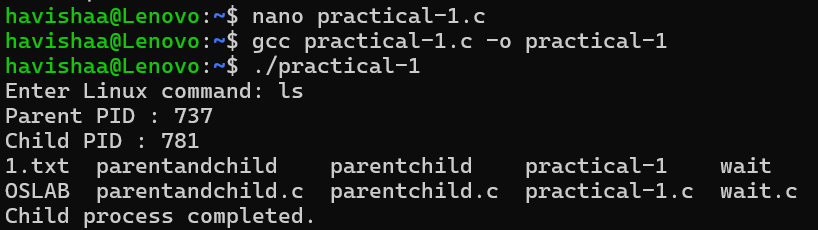 havishaa@Lenovo:~$ nano practical-1.c
havishaa@Lenovo:~$ gcc practical-1.c -o practical-1
havishaa@Lenovo:~$ ./practical-1
Enter Linux command: ls
Parent PID : 737
Child PID : 781
1.txt  parentandchild    parentchild    practical-1    wait
OSLAB  parentandchild.c  parentchild.c  practical-1.c  wait.c
Child process completed.